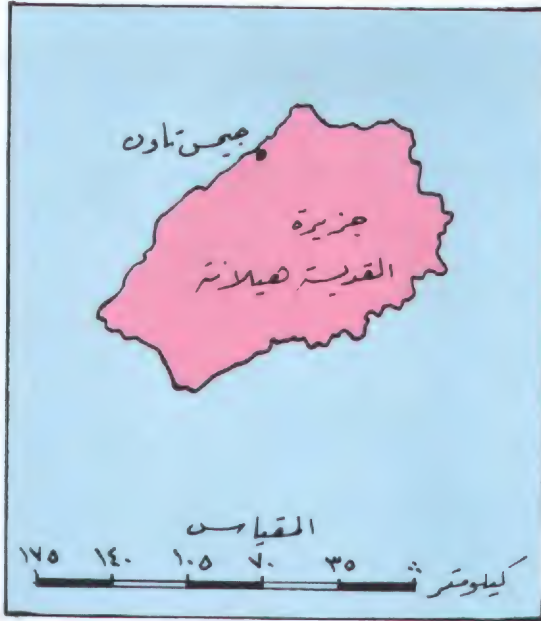 جيمس تاون
جزيرة
القديسة هيلانة
المقياس
١٧٥ ١٤٠ ١٠٥ ٧٠ ٣٥ ٠
كيلومتر